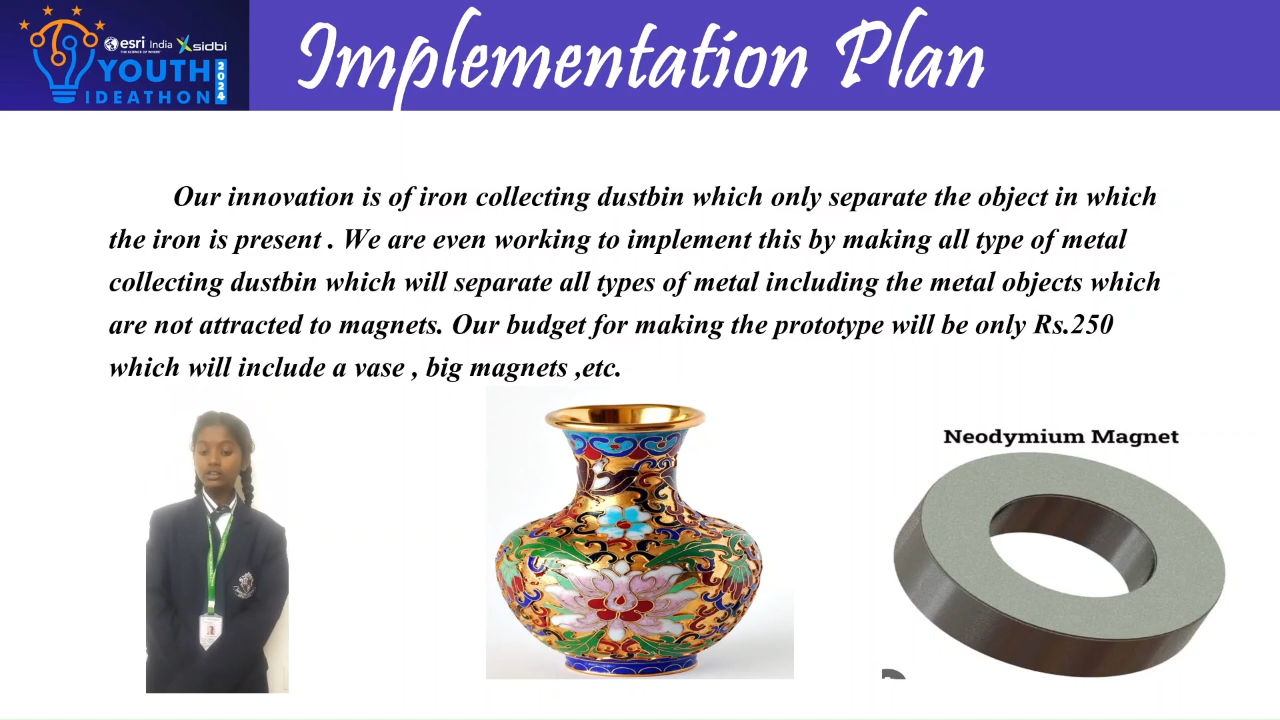 esri India sidbi
THE SCIENCE OF WHERE
YOUTH 2024
IDEATHON
Implementation Plan
Our innovation is of iron collecting dustbin which only separate the object in which
the iron is present . We are even working to implement this by making all type of metal
collecting dustbin which will separate all types of metal including the metal objects which
are not attracted to magnets. Our budget for making the prototype will be only Rs.250
which will include a vase , big magnets ,etc.
Neodymium Magnet